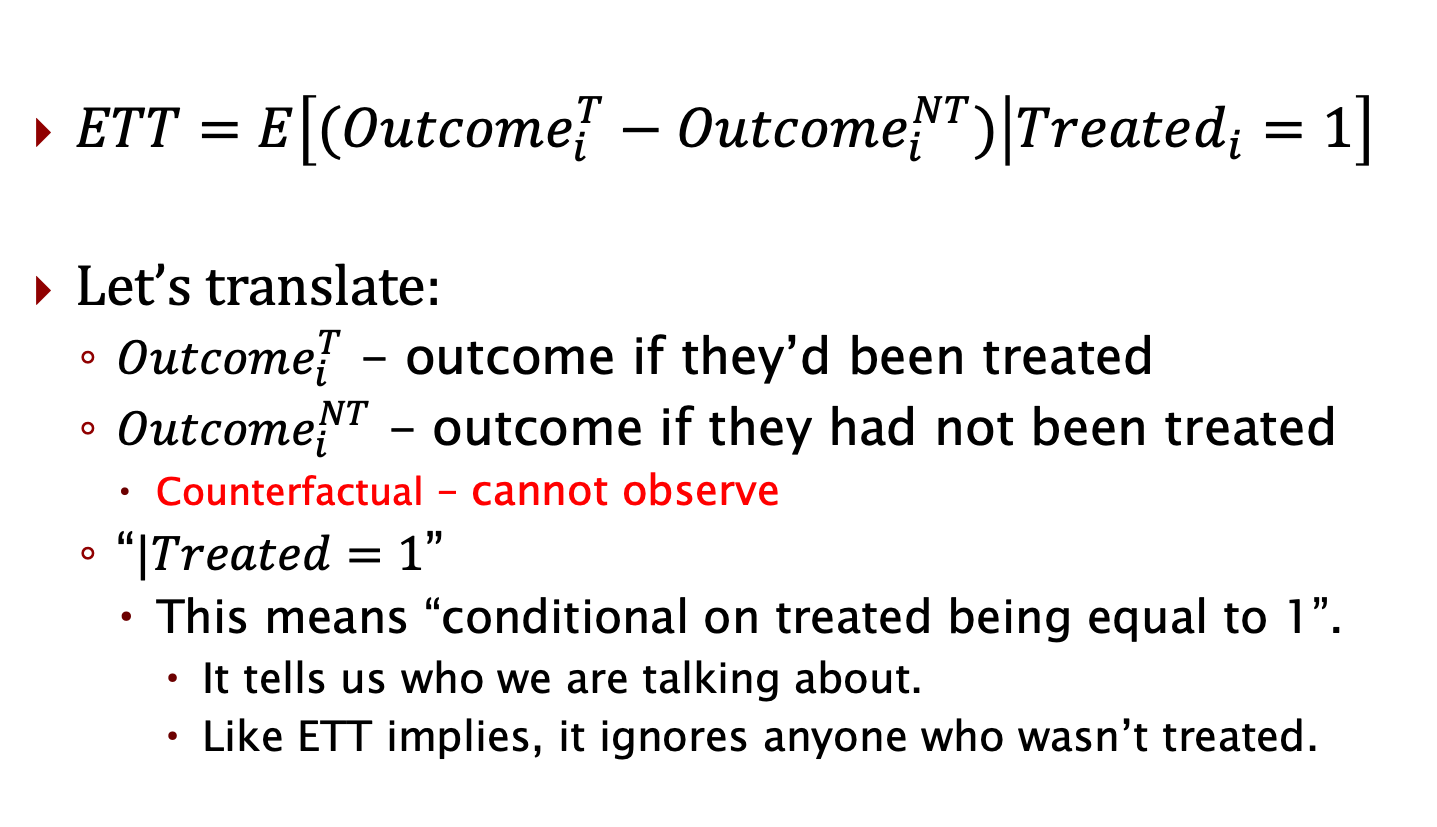 ▸ ETT = E[(Outcome_i^T − Outcome_i^NT)|Treated_i = 1]
▸ Let’s translate:
◦ Outcome_i^T – outcome if they’d been treated
◦ Outcome_i^NT – outcome if they had not been treated
• Counterfactual – cannot observe
◦ “|Treated = 1”
• This means “conditional on treated being equal to 1”.
• It tells us who we are talking about.
• Like ETT implies, it ignores anyone who wasn’t treated.